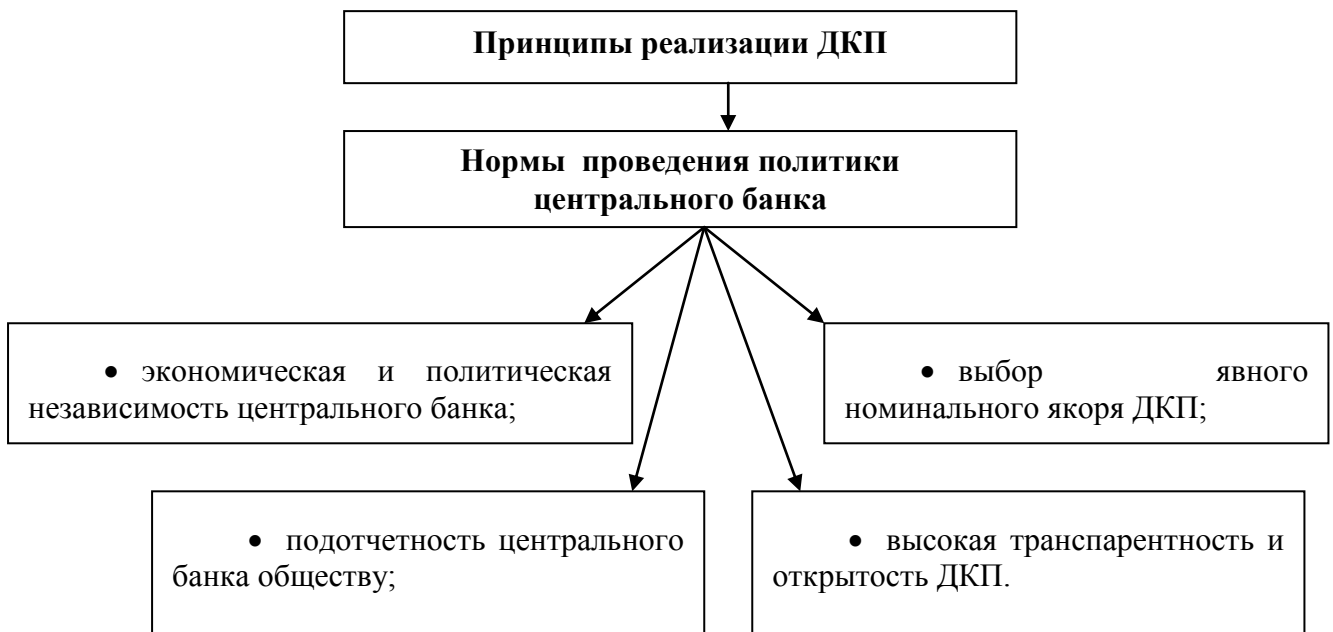 Принципы реализации ДКП
Нормы проведения политики
центрального банка
• экономическая и политическая
независимость центрального банка;
• выбор явного
номинального якоря ДКП;
• подотчетность центрального
банка обществу;
• высокая транспарентность и
открытость ДКП.